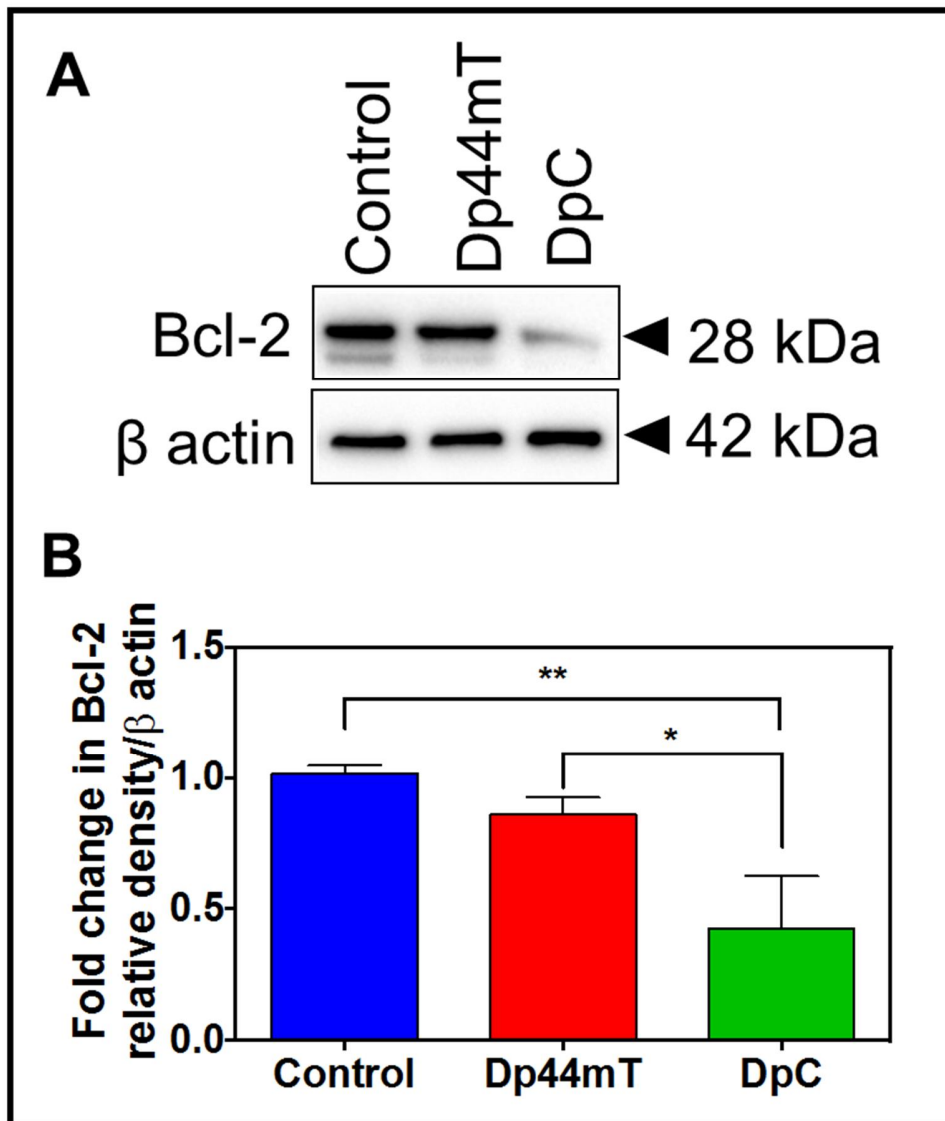 A
Control
Dp44mT
DpC
Bcl-2
28 kDa
β actin
42 kDa
B
Fold change in Bcl-2
relative density/β actin
1.5
1.0
0.5
0.0
**
*
Control
Dp44mT
DpC